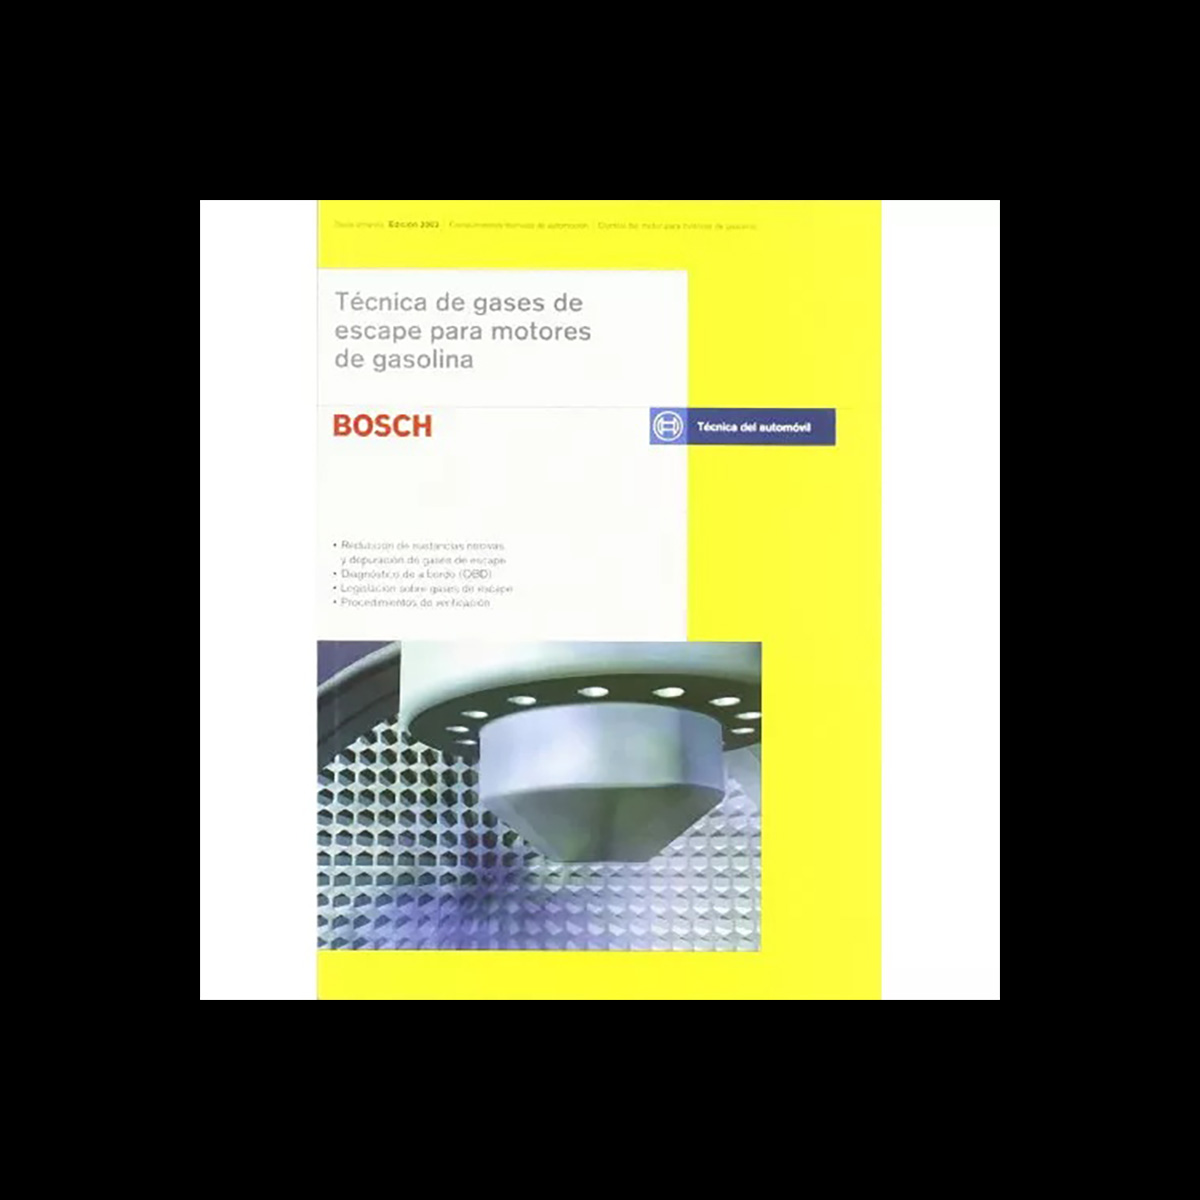 Serie amarilla Edición 2003 Conocimientos técnicos de automoción Control del motor para motores de gasolina
Técnica de gases de
escape para motores
de gasolina
BOSCH
Técnica del automóvil
• Reducción de sustancias nocivas
y depuración de gases de escape
• Diagnóstico de a bordo (OBD)
• Legislación sobre gases de escape
• Procedimientos de verificación